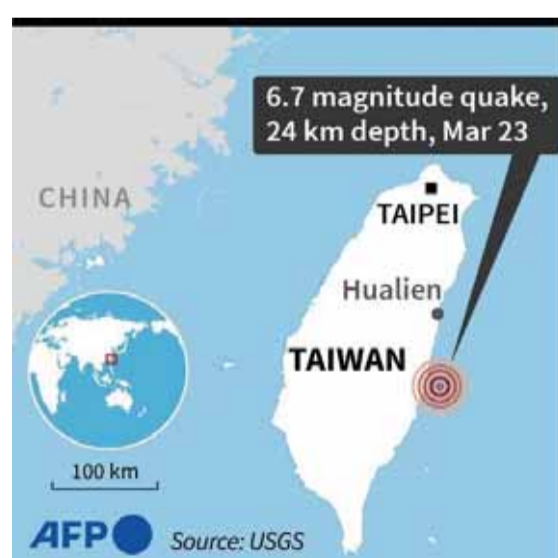 6.7 magnitude quake,
24 km depth, Mar 23
CHINA
TAIPEI
Hualien
TAIWAN
100 km
AFP
Source: USGS